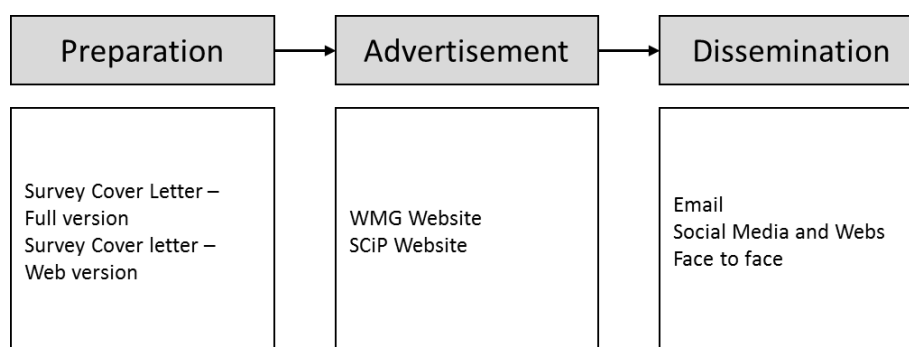 Preparation
Advertisement
Dissemination
Survey Cover Letter –
Full version
Survey Cover letter –
Web version
WMG Website
SCiP Website
Email
Social Media and Webs
Face to face